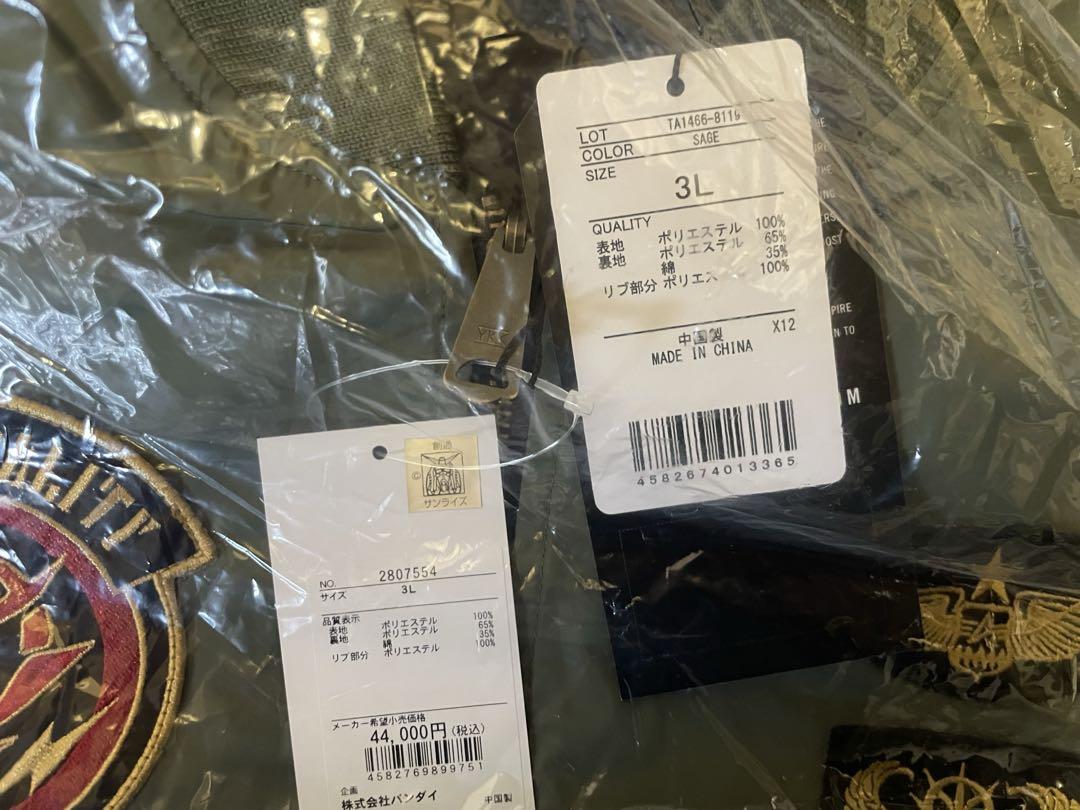 LOT TA1466-8119
COLOR SAGE
SIZE
3L
QUALITY
表地 ポリエステル 100%
裏地 ポリエステル 65%
綿 35%
リブ部分 ポリエス 100%
中国製 X12
MADE IN CHINA
4582674013365
THE
PIRE
N TO
M
YKK
創通
©
サンライズ
NO. 2807554
サイズ 3L
品質表示
表地 ポリエステル 100%
裏地 ポリエステル 65%
綿 35%
リブ部分 ポリエステル 100%
メーカー希望小売価格
44,000円(税込)
4582769899751
企画
株式会社バンダイ 中国製